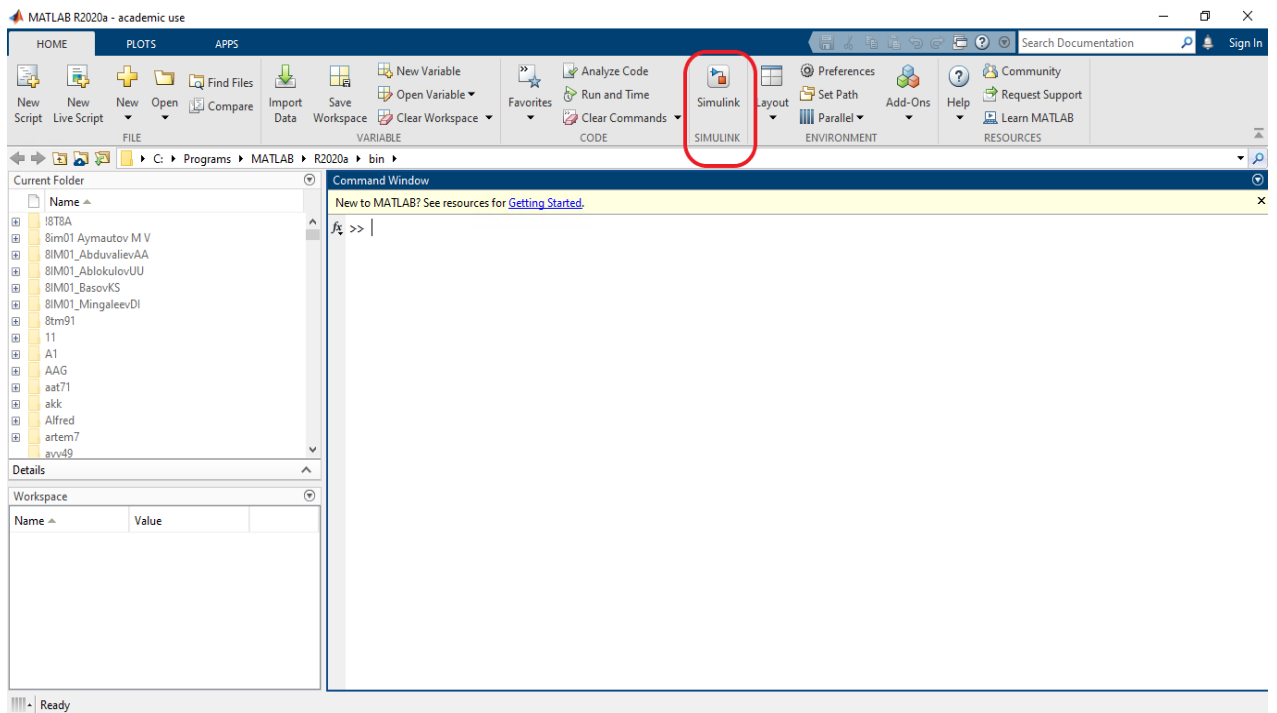 MATLAB R2020a - academic use
HOME PLOTS APPS
Search Documentation
Sign In
New Script
New Live Script
New
Open
Find Files
Compare
FILE
Import Data
Save Workspace
New Variable
Open Variable
Clear Workspace
VARIABLE
Favorites
Analyze Code
Run and Time
Clear Commands
CODE
Simulink
SIMULINK
Layout
Preferences
Set Path
Parallel
ENVIRONMENT
Add-Ons
Help
Community
Request Support
Learn MATLAB
RESOURCES
C: Programs MATLAB R2020a bin
Current Folder
Name
!8T8A
8im01 Aymautov M V
8IM01_AbduvalievAA
8IM01_AblokulovUU
8IM01_BasovKS
8IM01_MingaleevDI
8tm91
11
A1
AAG
aat71
akk
Alfred
artem7
avy49
Details
Workspace
Name Value
Command Window
New to MATLAB? See resources for Getting Started.
fx >>
Ready